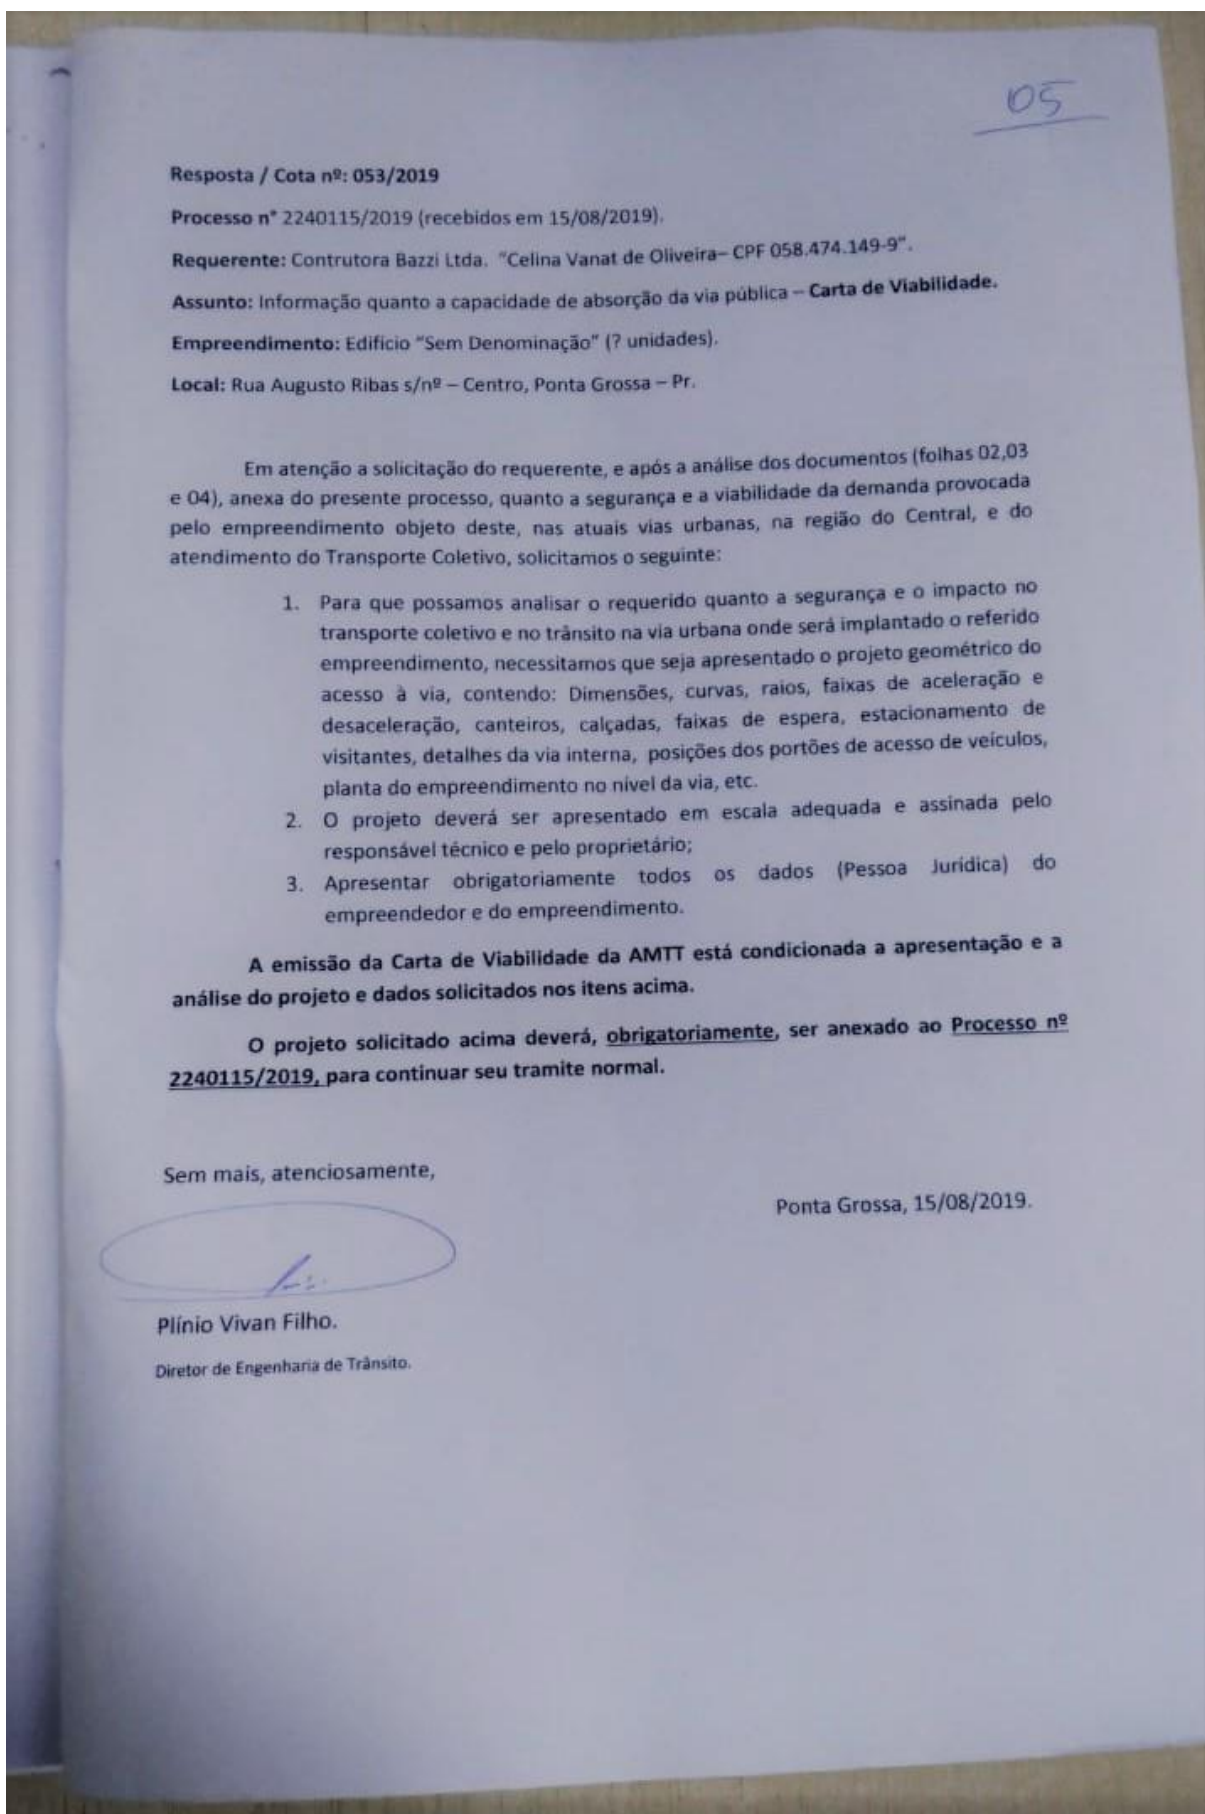 05
Resposta / Cota nº: 053/2019
Processo n° 2240115/2019 (recebidos em 15/08/2019).
Requerente: Contrutora Bazzi Ltda. "Celina Vanat de Oliveira– CPF 058.474.149-9".
Assunto: Informação quanto a capacidade de absorção da via pública – Carta de Viabilidade.
Empreendimento: Edificio "Sem Denominação" (? unidades).
Local: Rua Augusto Ribas s/nº – Centro, Ponta Grossa – Pr.
Em atenção a solicitação do requerente, e após a análise dos documentos (folhas 02,03
e 04), anexa do presente processo, quanto a segurança e a viabilidade da demanda provocada
pelo empreendimento objeto deste, nas atuais vias urbanas, na região do Central, e do
atendimento do Transporte Coletivo, solicitamos o seguinte:
1. Para que possamos analisar o requerido quanto a segurança e o impacto no
transporte coletivo e no trânsito na via urbana onde será implantado o referido
empreendimento, necessitamos que seja apresentado o projeto geométrico do
acesso à via, contendo: Dimensões, curvas, raios, faixas de aceleração e
desaceleração, canteiros, calçadas, faixas de espera, estacionamento de
visitantes, detalhes da via interna, posições dos portões de acesso de veículos,
planta do empreendimento no nível da via, etc.
2. O projeto deverá ser apresentado em escala adequada e assinada pelo
responsável técnico e pelo proprietário;
3. Apresentar obrigatoriamente todos os dados (Pessoa Jurídica) do
empreendedor e do empreendimento.
A emissão da Carta de Viabilidade da AMTT está condicionada a apresentação e a
análise do projeto e dados solicitados nos itens acima.
O projeto solicitado acima deverá, obrigatoriamente, ser anexado ao Processo nº
2240115/2019, para continuar seu tramite normal.
Sem mais, atenciosamente,
Ponta Grossa, 15/08/2019.
Plínio Vivan Filho.
Diretor de Engenharia de Trânsito.